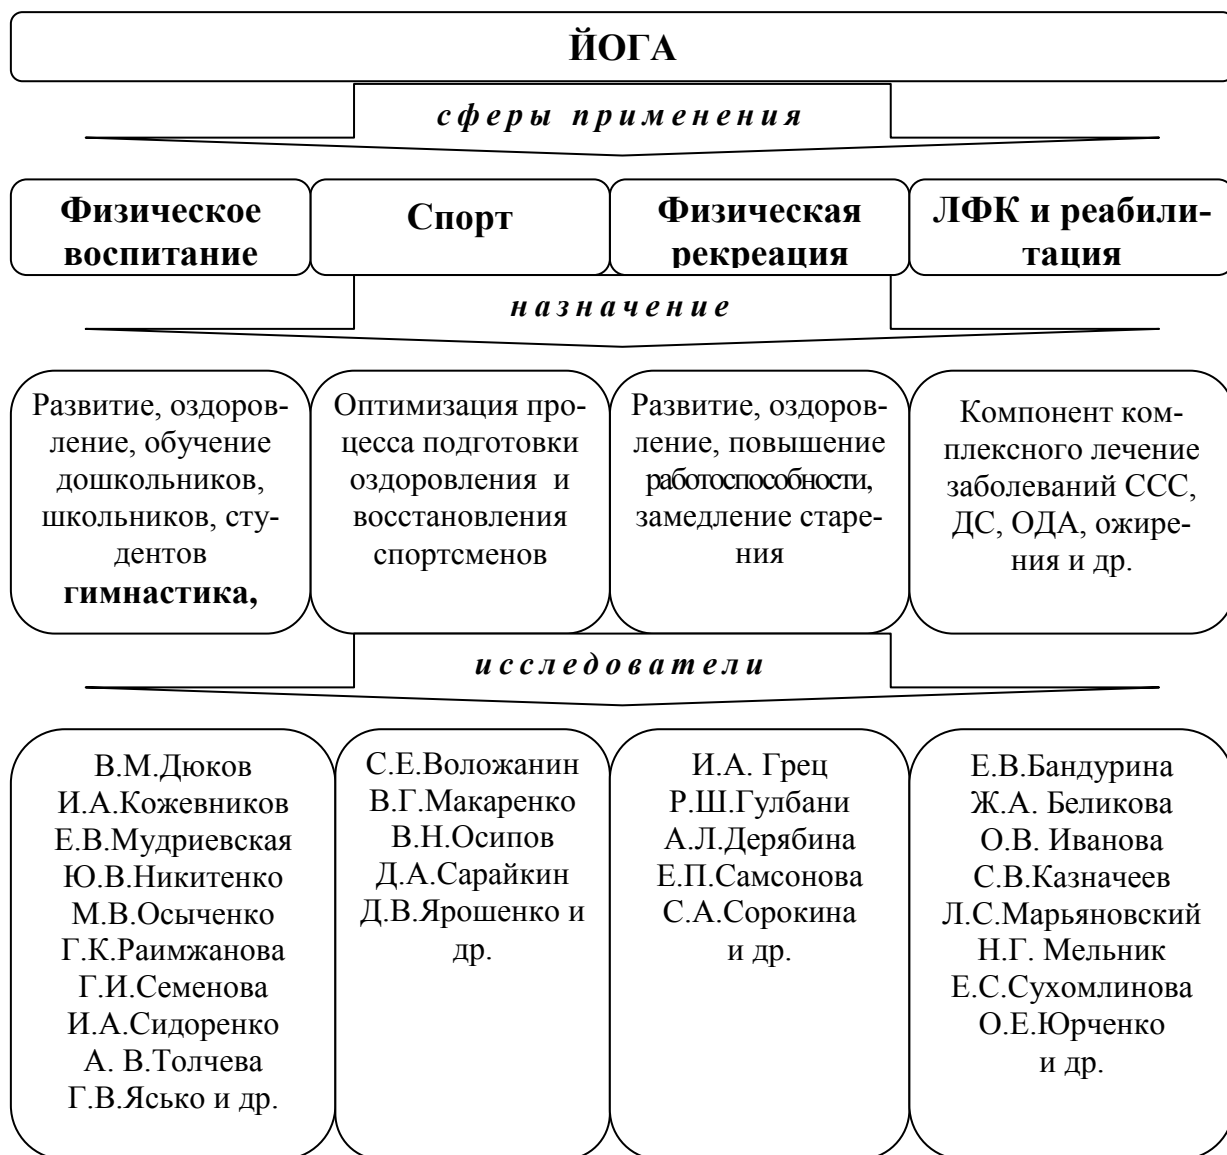 ЙОГА
сферы применения
Физическое
воспитание
Спорт
Физическая
рекреация
ЛФК и реабили-
тация
назначение
Развитие, оздоров-
ление, обучение
дошкольников,
школьников, сту-
дентов
гимнастика,
Оптимизация про-
цесса подготовки
оздоровления и
восстановления
спортсменов
Развитие, оздоров-
ление, повышение
работоспособности,
замедление старе-
ния
Компонент ком-
плексного лечение
заболеваний ССС,
ДС, ОДА, ожире-
ния и др.
исследователи
В.М.Дюков
И.А.Кожевников
Е.В.Мудриевская
Ю.В.Никитенко
М.В.Осыченко
Г.К.Раимжанова
Г.И.Семенова
И.А.Сидоренко
А. В.Толчева
Г.В.Ясько и др.
С.Е.Воложанин
В.Г.Макаренко
В.Н.Осипов
Д.А.Сарайкин
Д.В.Ярошенко и
др.
И.А. Грец
Р.Ш.Гулбани
А.Л.Дерябина
Е.П.Самсонова
С.А.Сорокина
и др.
Е.В.Бандурина
Ж.А. Беликова
О.В. Иванова
С.В.Казначеев
Л.С.Марьяновский
Н.Г. Мельник
Е.С.Сухомлинова
О.Е.Юрченко
и др.